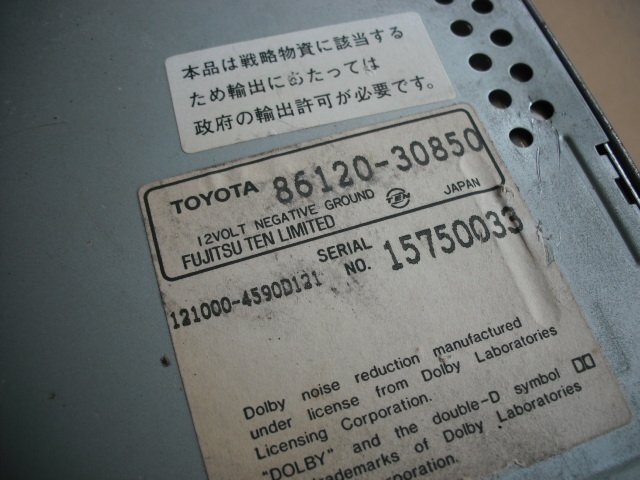 本品は戦略物資に該当する
ため輸出にあたっては
政府の輸出許可が必要です。
TOYOTA 86120-30850
12VOLT NEGATIVE GROUND TEN JAPAN
FUJITSU TEN LIMITED
SERIAL NO. 15750033
121000-4590D121
Dolby noise reduction manufactured
under license from Dolby Laboratories
Licensing Corporation.
"DOLBY" and the double-D symbol
trademarks of Dolby Laboratories
Corporation.